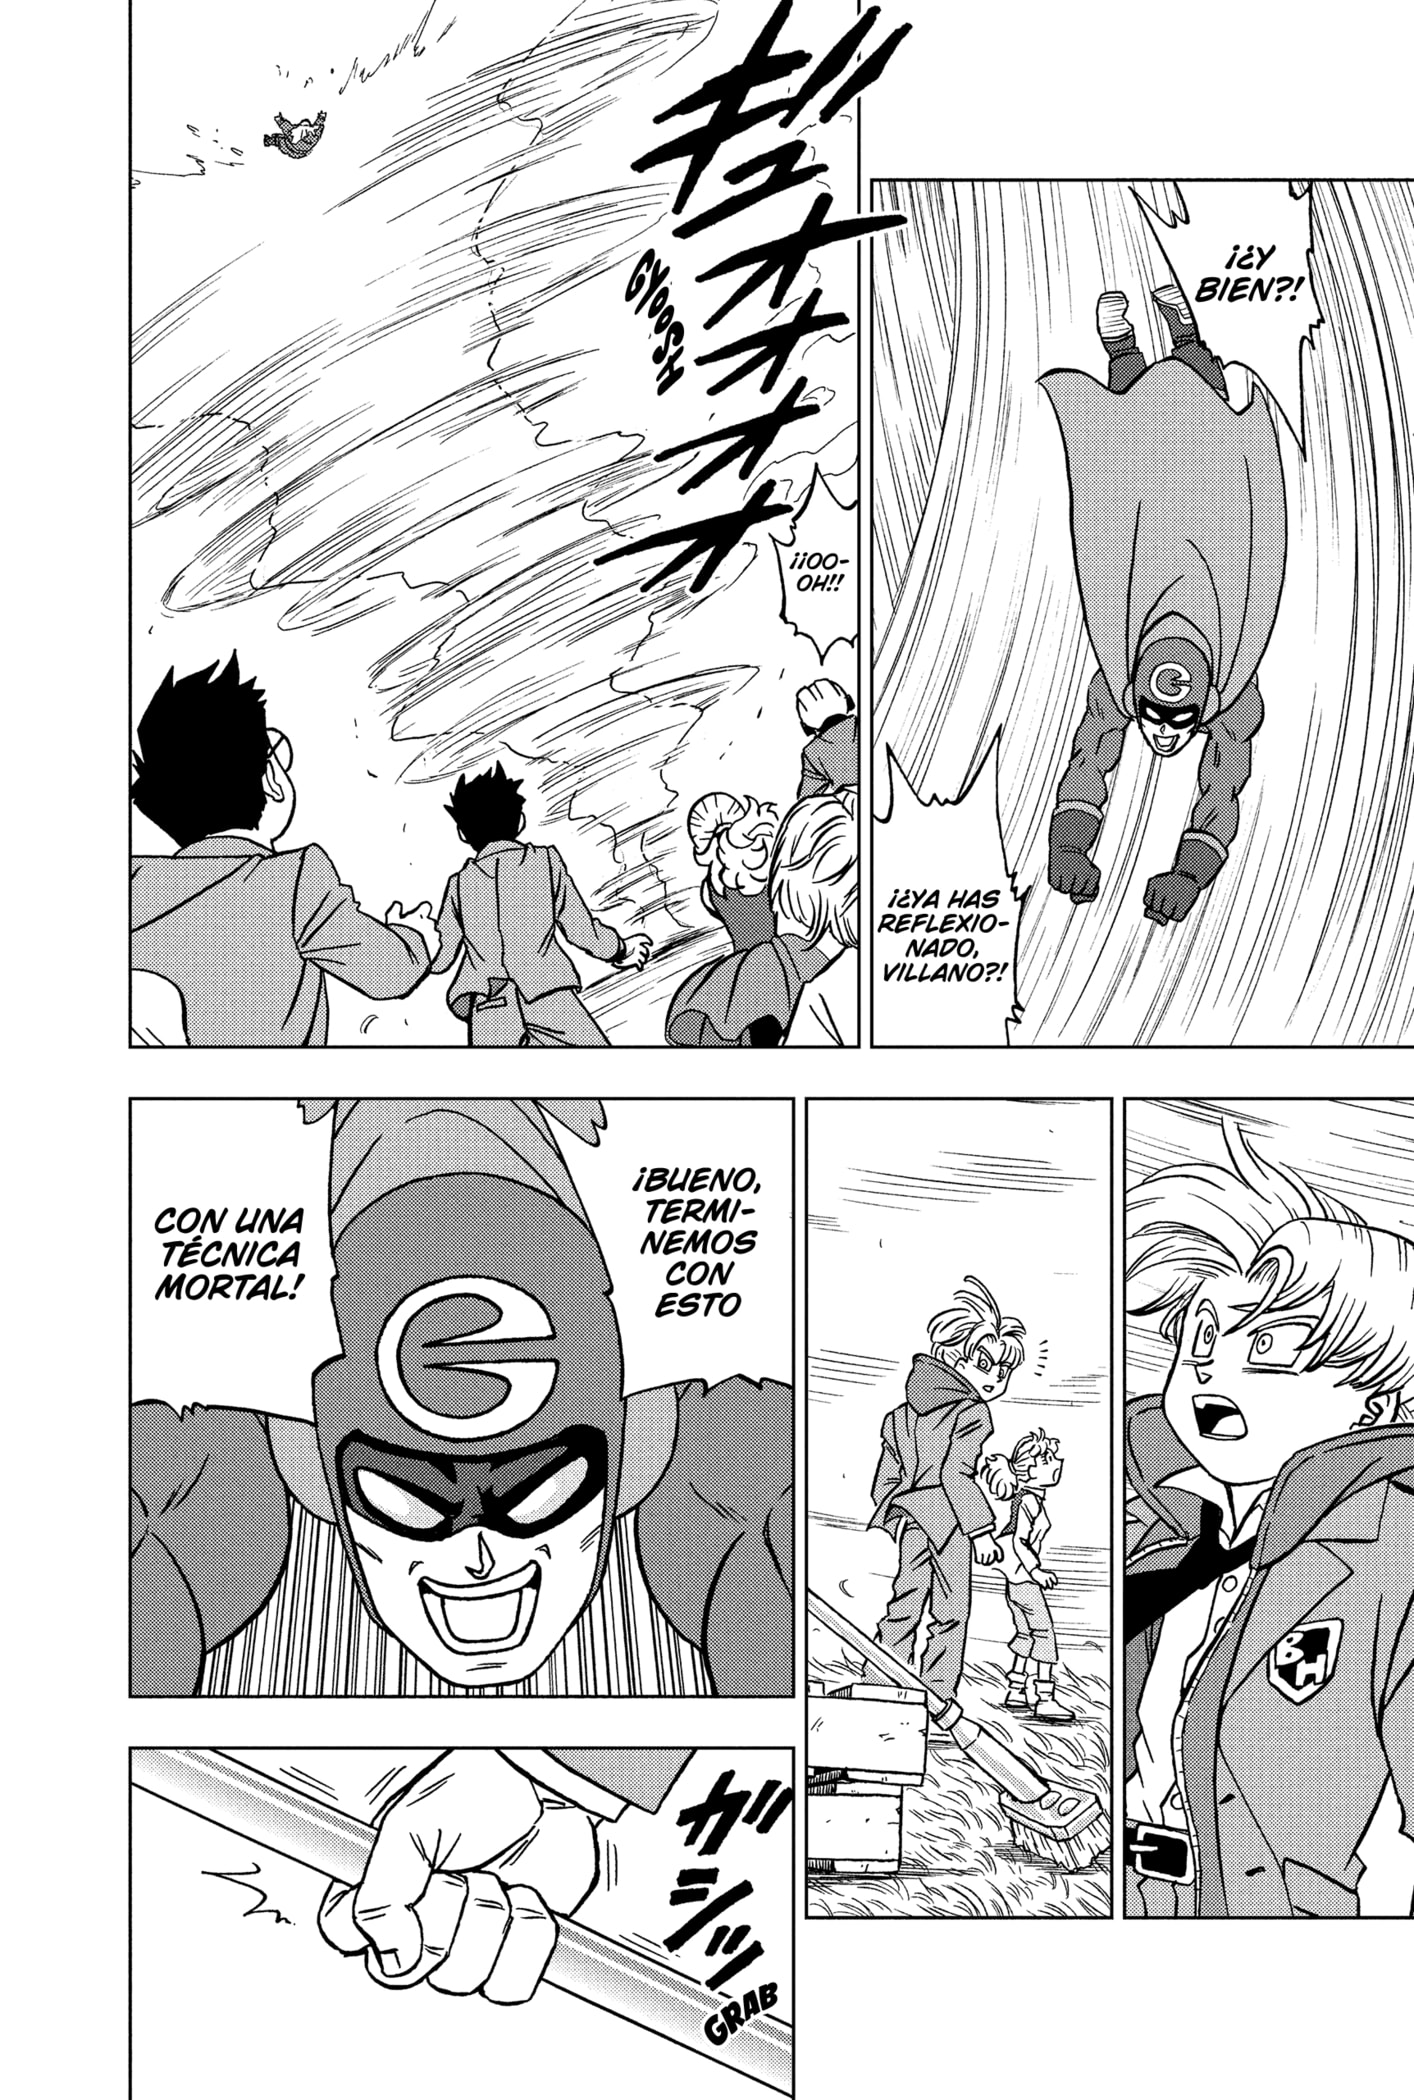 ¡¿Y
BIEN?!
¡¿YA HAS
REFLEXIO-
NADO,
VILLANO?!
G
ギュオオオオ!!
GYOOSH
¡¡OO-
OH!!
BH
¡BUENO,
TERMI-
NEMOS
CON
ESTO
CON UNA
TÉCNICA
MORTAL!
G
ガシッ
GRAB